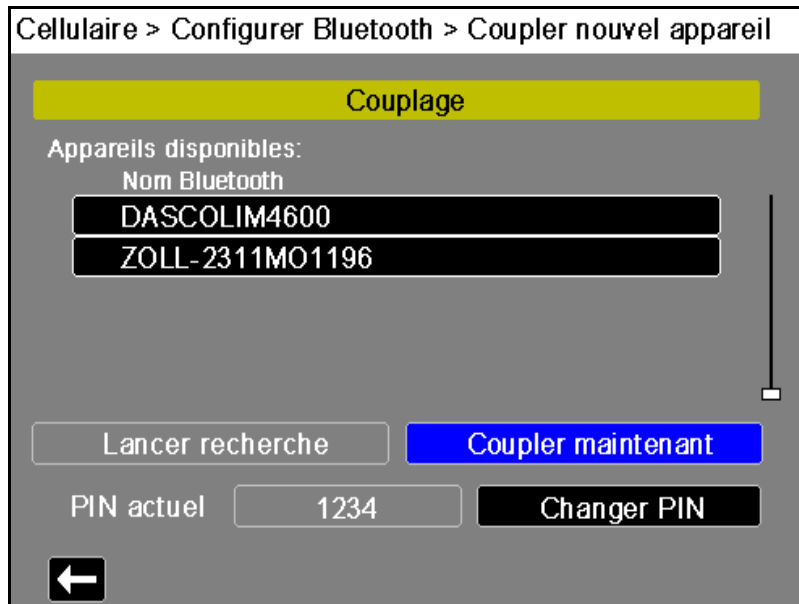 Cellulaire > Configurer Bluetooth > Coupler nouvel appareil
Couplage
Appareils disponibles:
Nom Bluetooth
DASCOLIM4600
ZOLL-2311MO1196
Lancer recherche
Coupler maintenant
PIN actuel
1234
Changer PIN